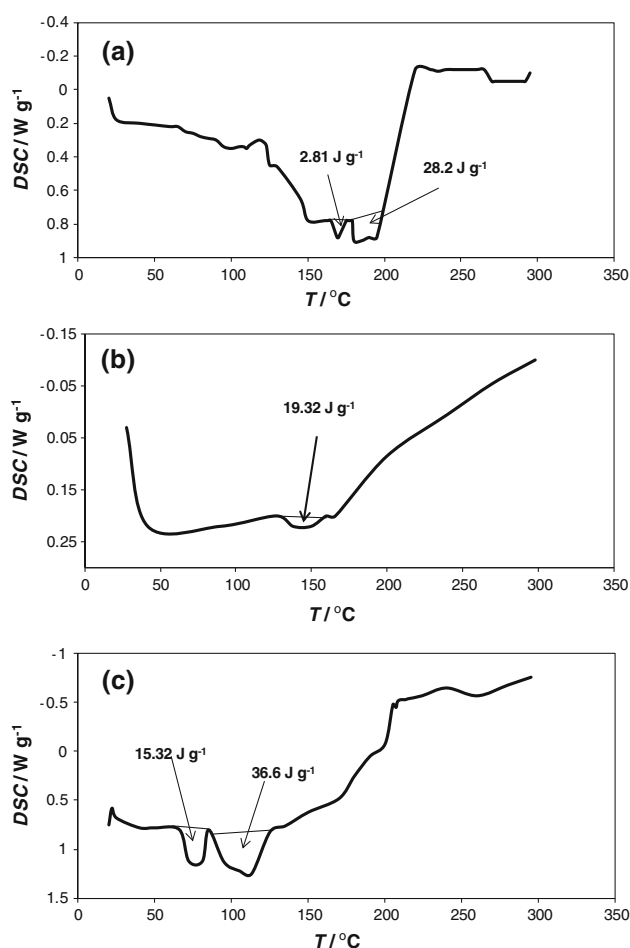 (a)
-0.4
-0.2
0
0.2
0.4
0.6
0.8
1
DSC / W g⁻¹
2.81 J g⁻¹
28.2 J g⁻¹
0 50 100 150 200 250 300 350
T / °C
(b)
-0.15
-0.05
0.05
0.15
0.25
DSC / W g⁻¹
19.32 J g⁻¹
0 50 100 150 200 250 300 350
T / °C
(c)
-1
-0.5
0
0.5
1
1.5
DSC / W g⁻¹
15.32 J g⁻¹
36.6 J g⁻¹
0 50 100 150 200 250 300 350
T / °C